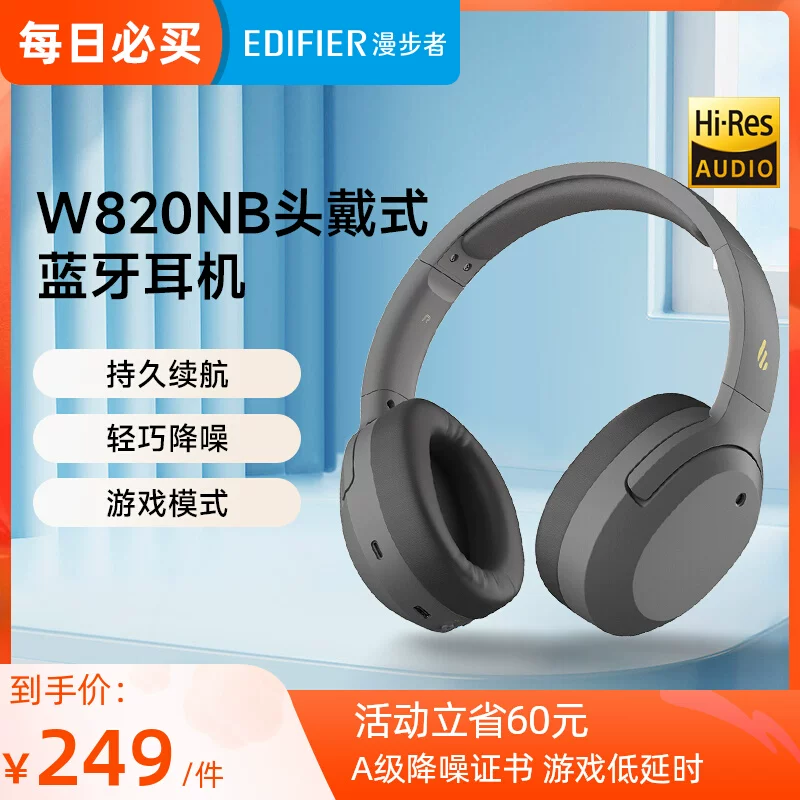 每日必买
EDIFIER漫步者
Hi-Res
AUDIO
W820NB头戴式
蓝牙耳机
持久续航
轻巧降噪
游戏模式
到手价：
¥249/件
活动立省60元
A级降噪证书 游戏低延时